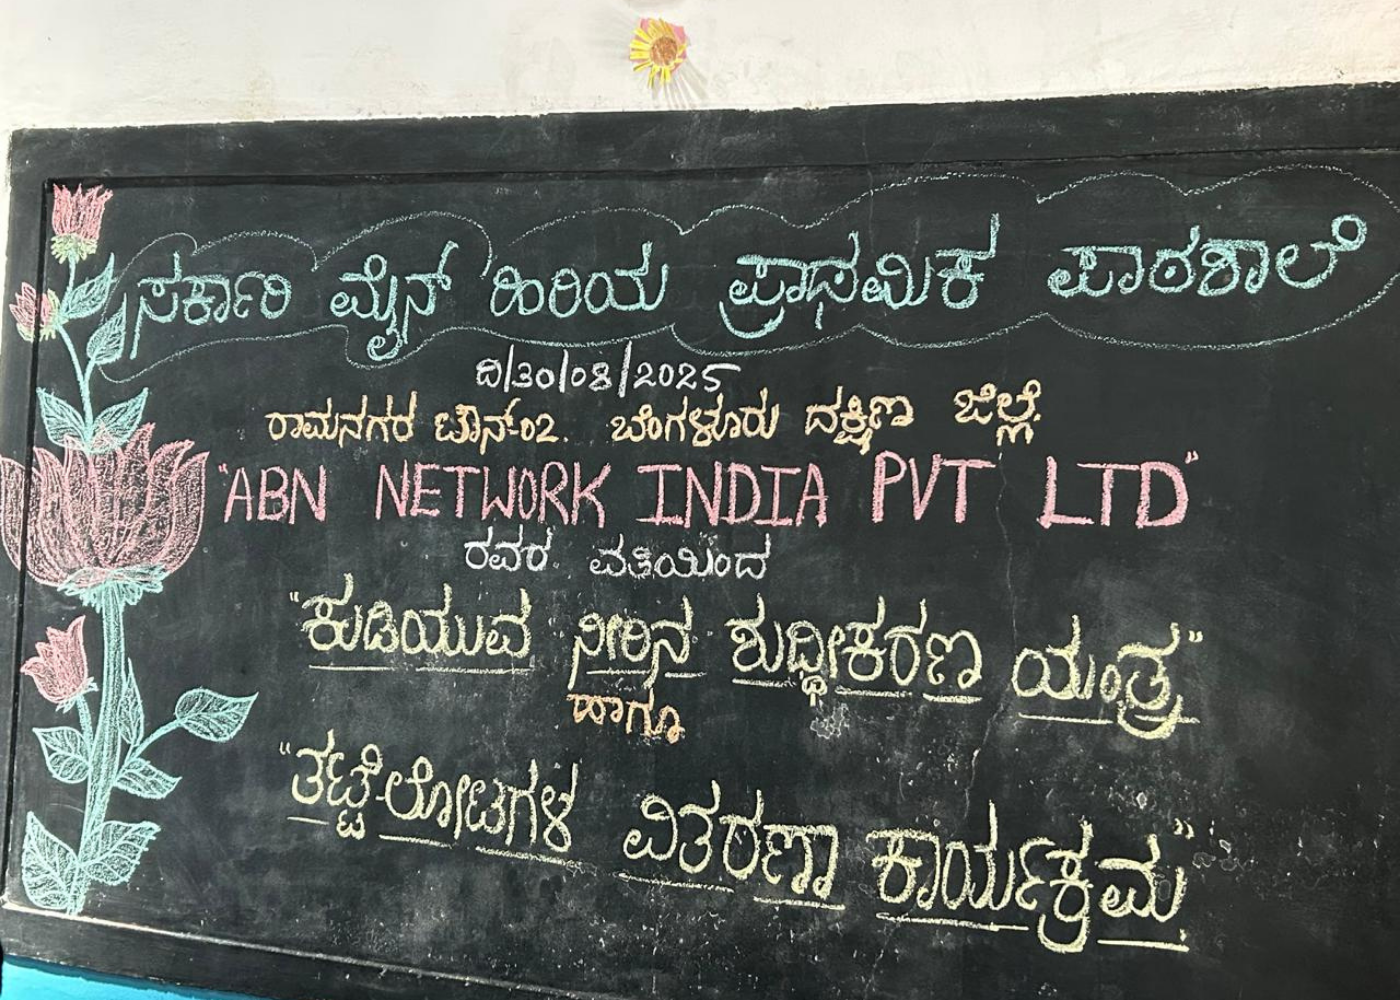 ಸರ್ಕಾರಿ ಮೈನ್ ಹಿರಿಯ ಪ್ರಾಥಮಿಕ ಪಾಠಶಾಲೆ
ದಿ/30/08/2025
ರಾಮನಗರ ಟೌನ್-02. ಬೆಂಗಳೂರು ದಕ್ಷಿಣ ಜಿಲ್ಲೆ.
"ABN NETWORK INDIA PVT LTD"
ರವರ ವತಿಯಿಂದ
"ಕುಡಿಯುವ ನೀರಿನ ಶುದ್ಧೀಕರಣ ಯಂತ್ರ"
ಹಾಗೂ
"ತಟ್ಟೆ-ಲೋಟಗಳ ವಿತರಣಾ ಕಾರ್ಯಕ್ರಮ"